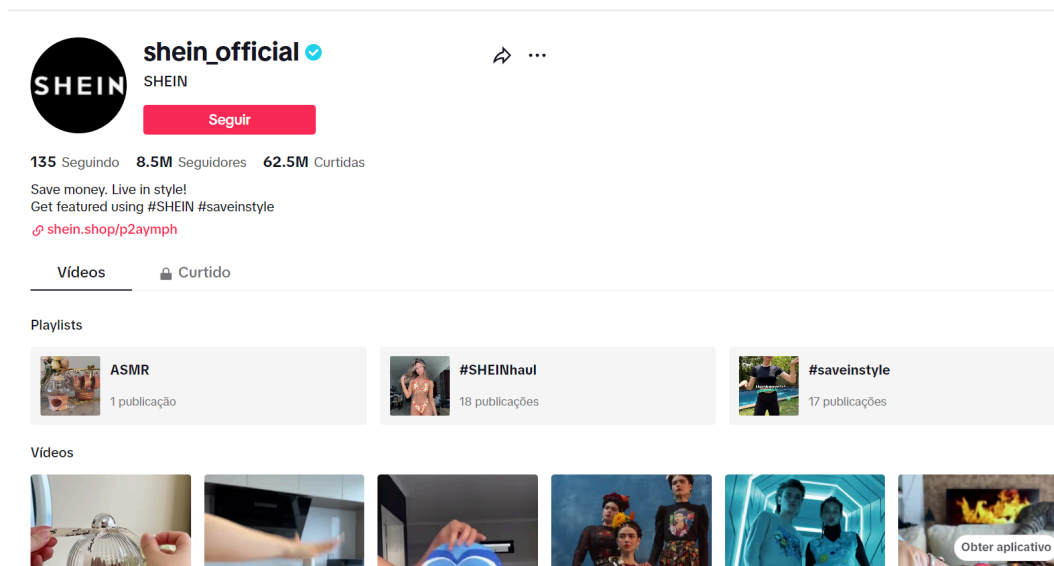 SHEIN
shein_official
SHEIN
Seguir
135 Seguindo 8.5M Seguidores 62.5M Curtidas
Save money. Live in style!
Get featured using #SHEIN #saveinstyle
shein.shop/p2aymph
Vídeos Curtido
Playlists
ASMR
1 publicação
#SHEINhaul
18 publicações
#saveinstyle
17 publicações
Vídeos
Obter aplicativo